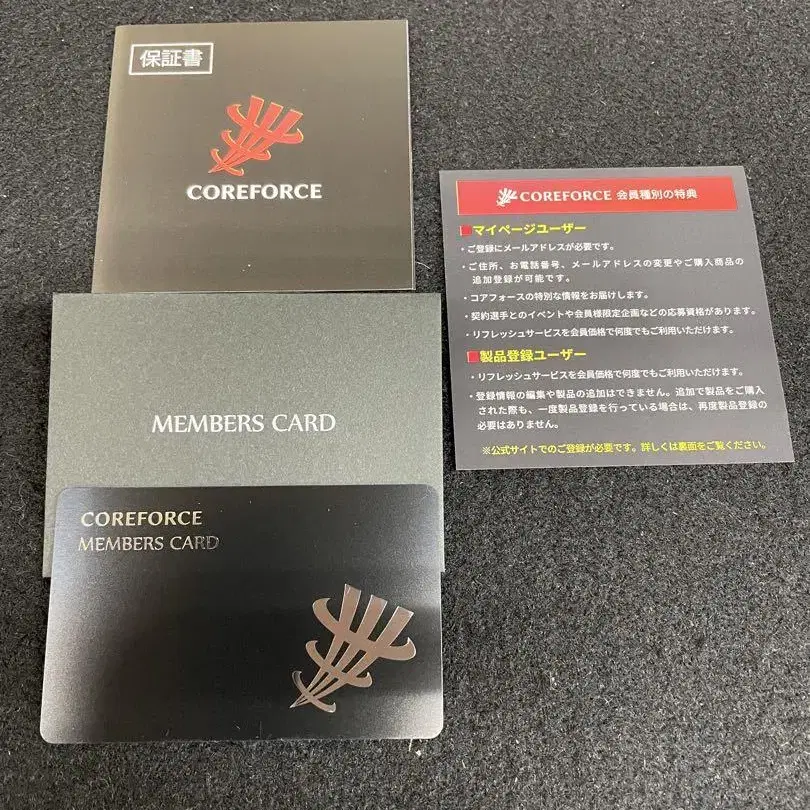 保証書
COREFORCE
MEMBERS CARD
COREFORCE
MEMBERS CARD
COREFORCE 会員種別の特典
■マイページユーザー
・ご登録にメールアドレスが必要です。
・ご住所、お電話番号、メールアドレスの変更やご購入商品の
追加登録が可能です。
・コアフォースの特別な情報をお届けします。
・契約選手とのイベントや会員様限定企画などの応募資格があります。
・リフレッシュサービスを会員価格で何度でもご利用いただけます。
■製品登録ユーザー
・リフレッシュサービスを会員価格で何度でもご利用いただけます。
・登録情報の編集や製品の追加はできません。追加で製品をご購入
された際も、一度製品登録を行っている場合は、再度製品登録の
必要はありません。
※公式サイトでのご登録が必要です。詳しくは裏面をご覧ください。